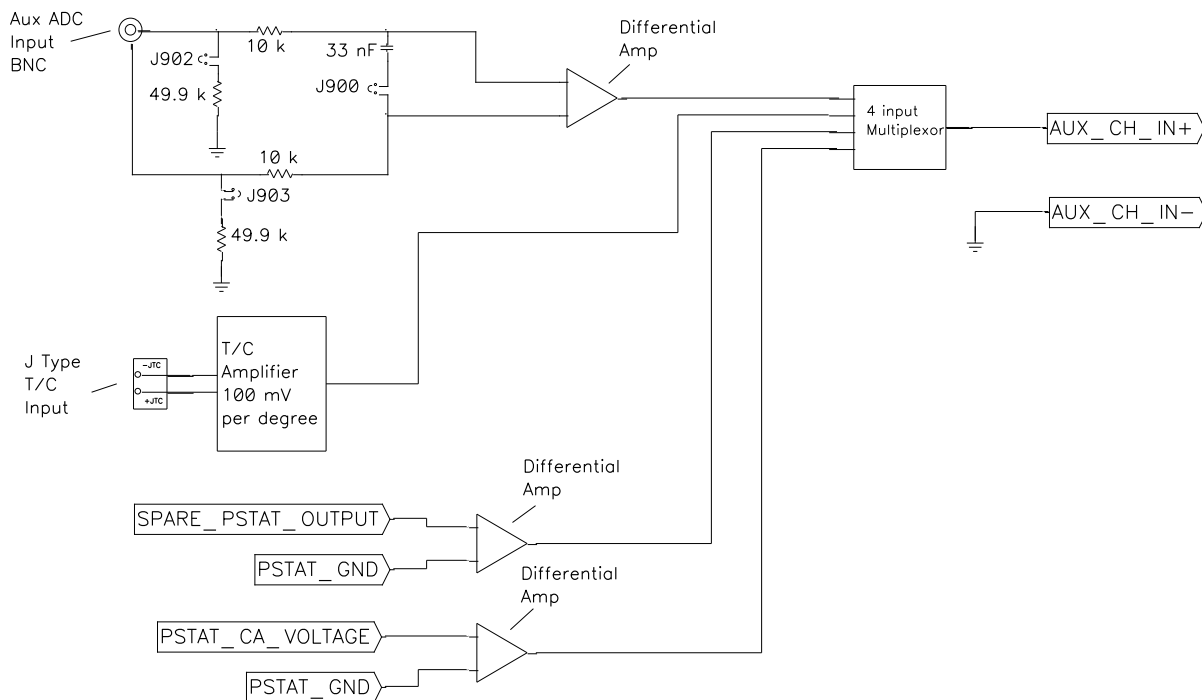 Aux ADC
Input
BNC
10 k
33 nF
J902
J900
49.9 k
10 k
J903
49.9 k
Differential
Amp
4 input
Multiplexor
AUX_CH_IN+
AUX_CH_IN-
J Type
T/C
Input
-JTC
+JTC
T/C
Amplifier
100 mV
per degree
Differential
Amp
SPARE_PSTAT_OUTPUT
PSTAT_GND
Differential
Amp
PSTAT_CA_VOLTAGE
PSTAT_GND